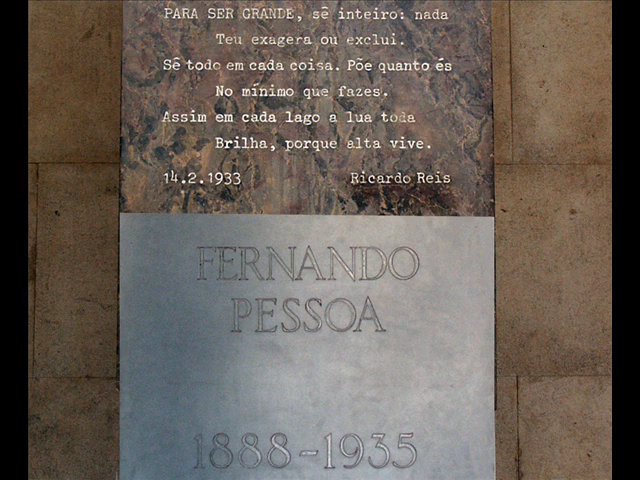 PARA SER GRANDE, sê inteiro: nada
Teu exagera ou exclui.
Sê todo em cada coisa. Põe quanto és
No mínimo que fazes.
Assim em cada lago a lua toda
Brilha, porque alta vive.
14.2.1933 Ricardo Reis
FERNANDO
PESSOA
1888-1935